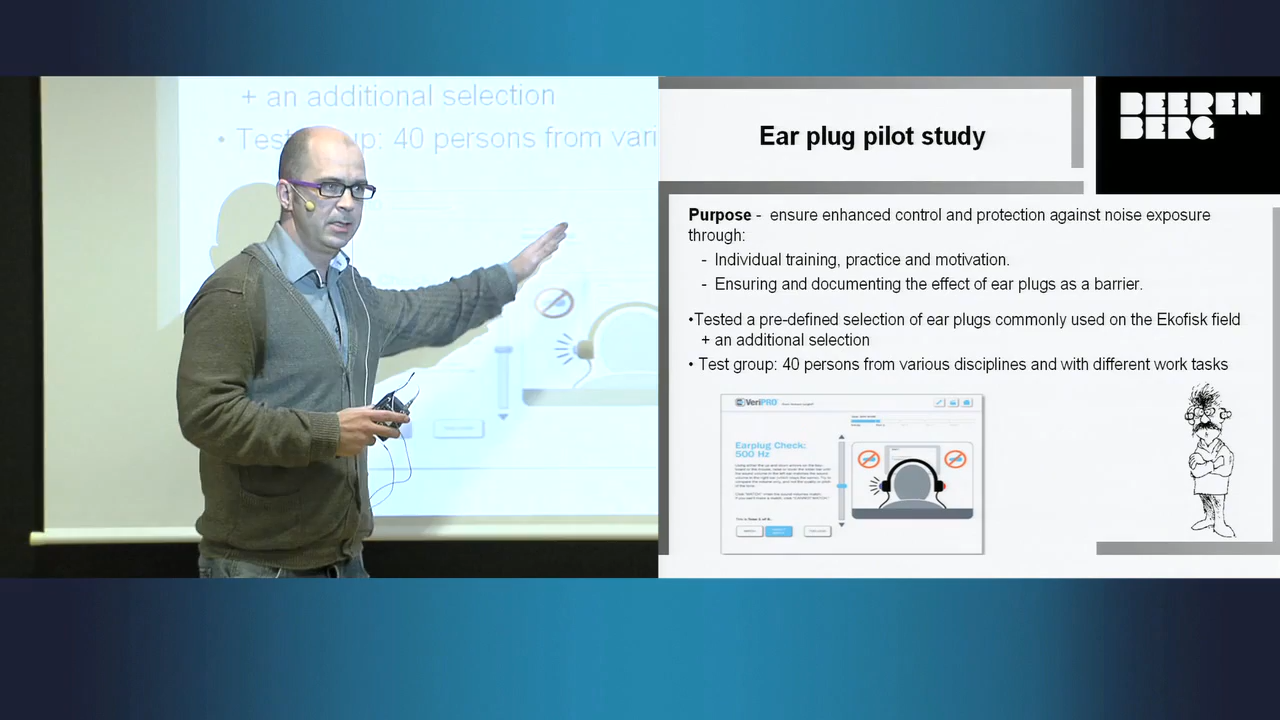 + an additional selection
• Test group: 40 persons from vari
Ear plug pilot study
BEEREN
BERG
Purpose - ensure enhanced control and protection against noise exposure
through:
- Individual training, practice and motivation.
- Ensuring and documenting the effect of ear plugs as a barrier.
•Tested a pre-defined selection of ear plugs commonly used on the Ekofisk field
+ an additional selection
• Test group: 40 persons from various disciplines and with different work tasks
VeriPRO
Earplug Check:
500 Hz